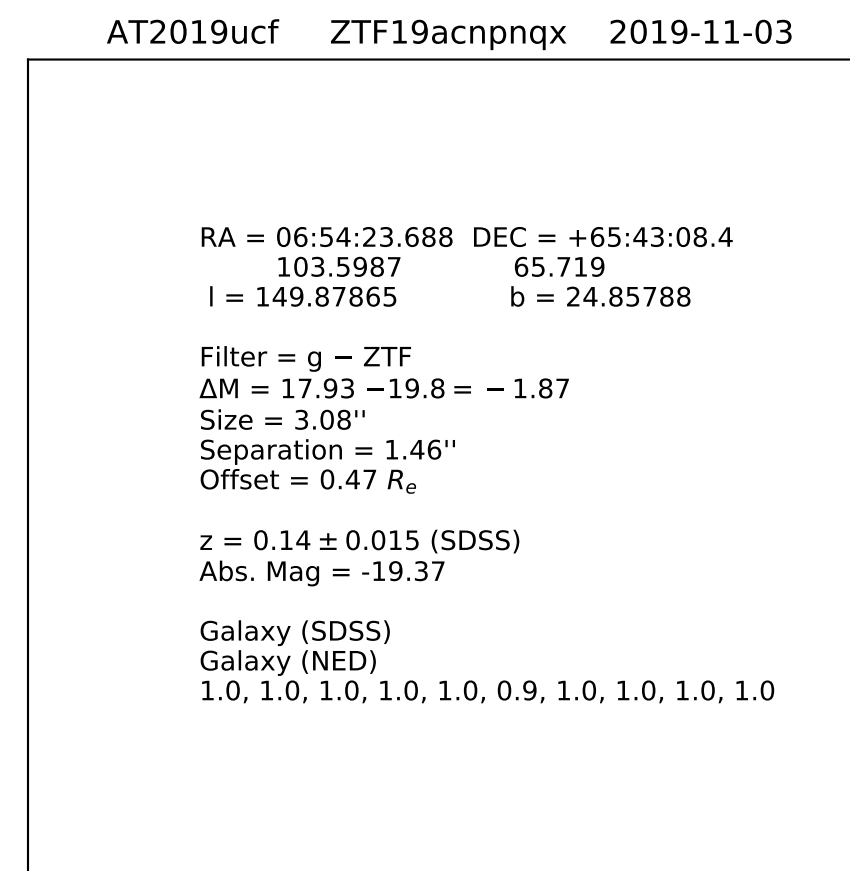 AT2019ucf ZTF19acnpnqx 2019-11-03
RA = 06:54:23.688 DEC = +65:43:08.4
103.5987 65.719
l = 149.87865 b = 24.85788
Filter = g − ZTF
ΔM = 17.93 −19.8 = − 1.87
Size = 3.08''
Separation = 1.46''
Offset = 0.47 Re
z = 0.14 ± 0.015 (SDSS)
Abs. Mag = -19.37
Galaxy (SDSS)
Galaxy (NED)
1.0, 1.0, 1.0, 1.0, 1.0, 0.9, 1.0, 1.0, 1.0, 1.0